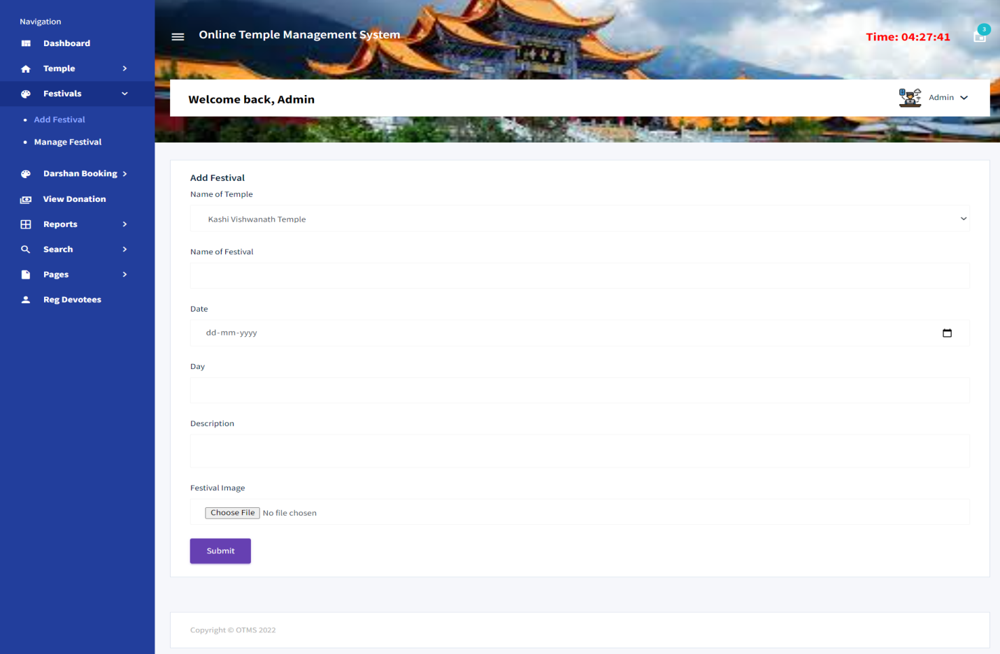 Navigation
Dashboard
Temple
Festivals
Add Festival
Manage Festival
Darshan Booking
View Donation
Reports
Search
Pages
Reg Devotees
Online Temple Management System
Time: 04:27:41
3
Welcome back, Admin
Admin
Add Festival
Name of Temple
Kashi Vishwanath Temple
Name of Festival
Date
dd-mm-yyyy
Day
Description
Festival Image
Choose File No file chosen
Submit
Copyright © OTMS 2022